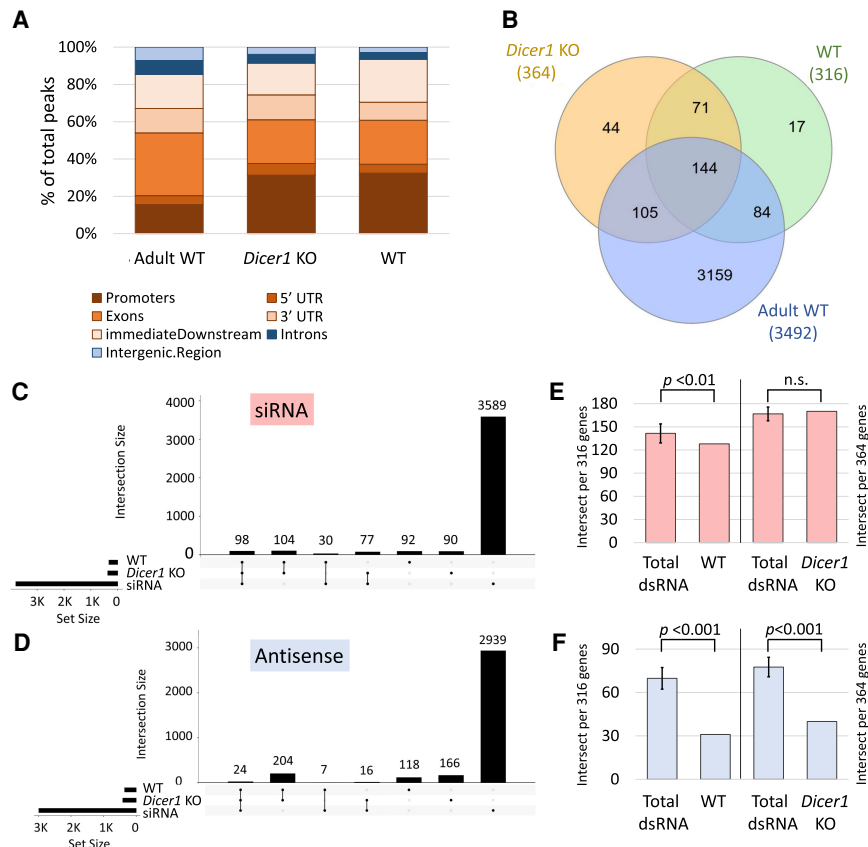 A
100%
80%
60%
40%
20%
0%
% of total peaks
Adult WT
Dicer1 KO
WT
Promoters
5' UTR
Exons
3' UTR
immediateDownstream
Introns
Intergenic.Region
B
Dicer1 KO
(364)
WT
(316)
44
71
17
144
105
84
3159
Adult WT
(3492)
C
siRNA
4000
3000
2000
1000
0
Intersection Size
98
104
30
77
92
90
3589
WT
Dicer1 KO
siRNA
3K
2K
1K
0
Set Size
D
Antisense
3000
2000
1000
0
Intersection Size
24
204
7
16
118
166
2939
WT
Dicer1 KO
siRNA
3K
2K
1K
0
Set Size
E
p <0.01
n.s.
180
150
120
90
60
30
0
Intersect per 316 genes
Intersect per 364 genes
Total
dsRNA
WT
Total
dsRNA
Dicer1
KO
F
p <0.001
p<0.001
90
60
30
0
Intersect per 316 genes
Intersect per 364 genes
Total
dsRNA
WT
Total
dsRNA
Dicer1
KO